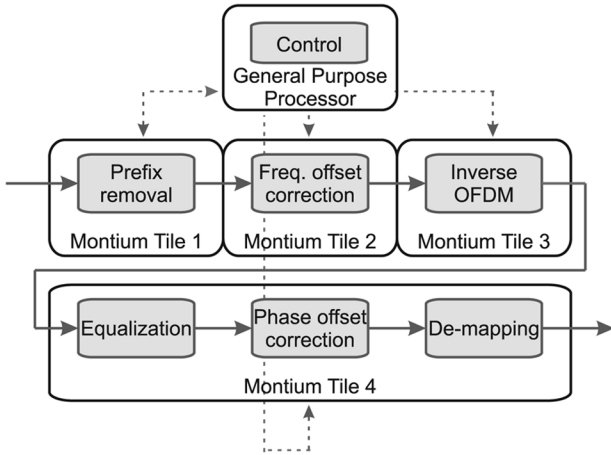 Control
General Purpose
Processor
Prefix
removal
Montium Tile 1
Freq. offset
correction
Montium Tile 2
Inverse
OFDM
Montium Tile 3
Equalization
Phase offset
correction
De-mapping
Montium Tile 4